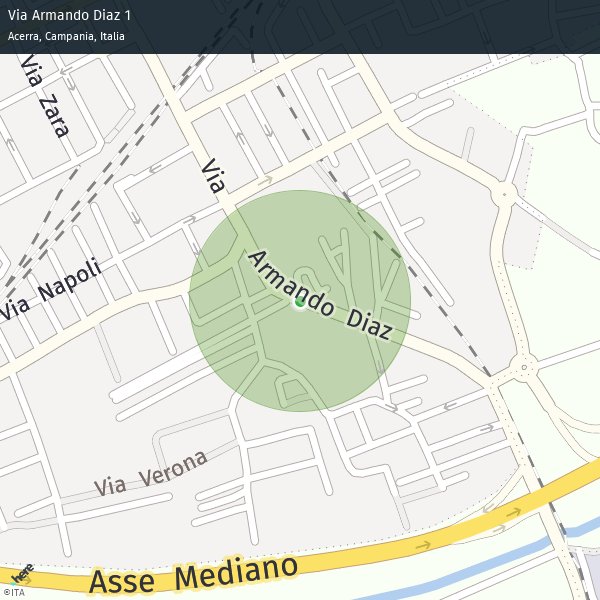 Via Armando Diaz 1
Acerra, Campania, Italia
Via Zara
Via
Armando Diaz
Via Napoli
Via Verona
Asse Mediano
here
©ITA